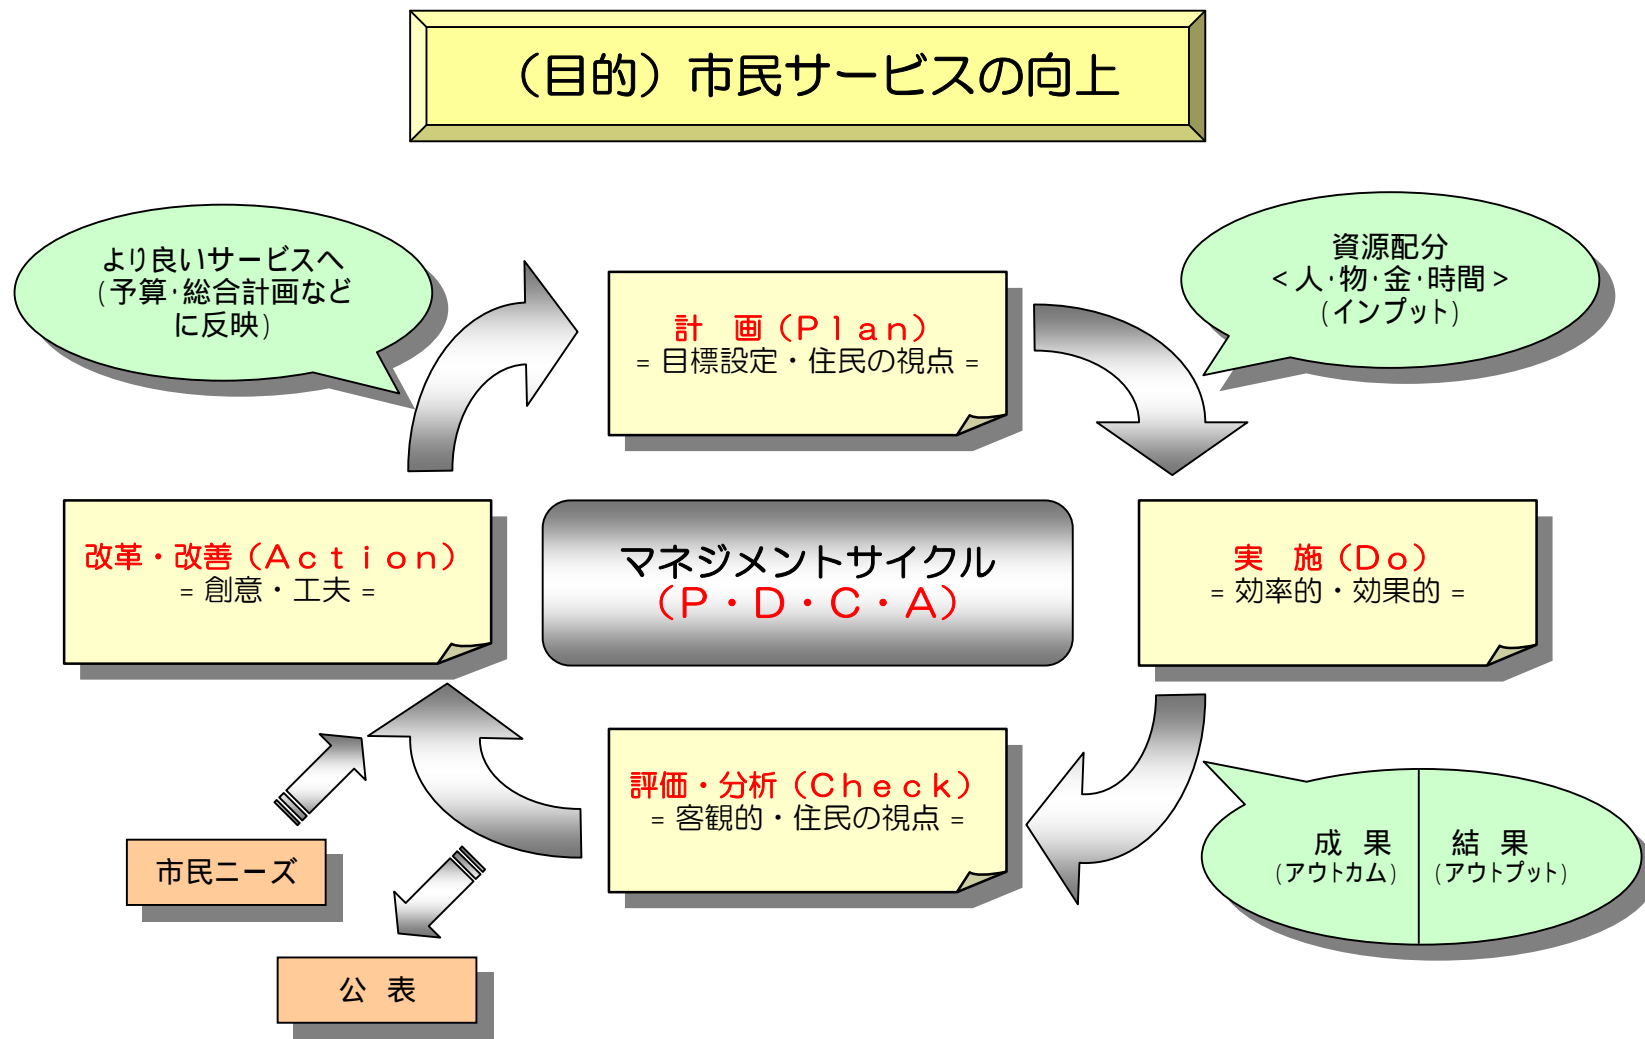 （目的）市民サービスの向上
より良いサービスへ
(予算･総合計画など
に反映)
資源配分
<人･物･金･時間>
(インプット)
計　画（Ｐｌａｎ）
= 目標設定・住民の視点 =
改革・改善（Ａｃｔｉｏｎ）
= 創意・工夫 =
マネジメントサイクル
（Ｐ・Ｄ・Ｃ・Ａ）
実　施（Ｄｏ）
= 効率的・効果的 =
評価・分析（Ｃｈｅｃｋ）
= 客観的・住民の視点 =
成　果
(アウトカム)
結　果
(アウトプット)
市民ニーズ
公　表